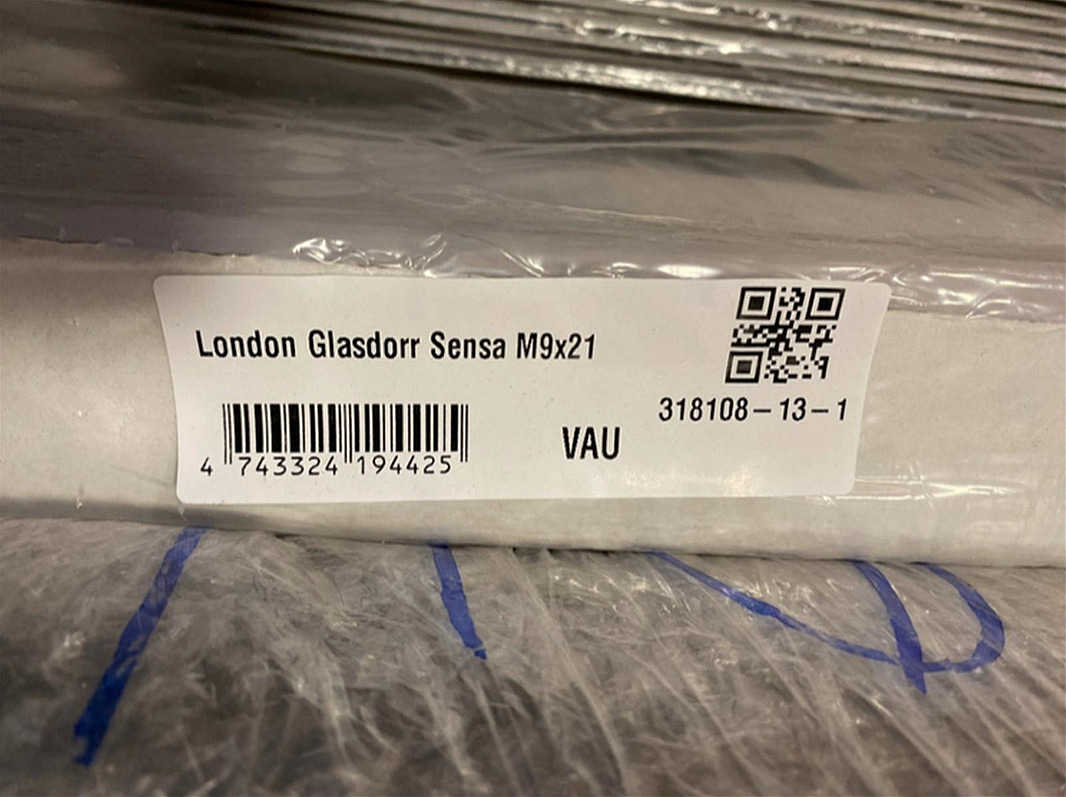 London Glasdorr Sensa M9x21
318108-13-1
VAU
4 743324 194425